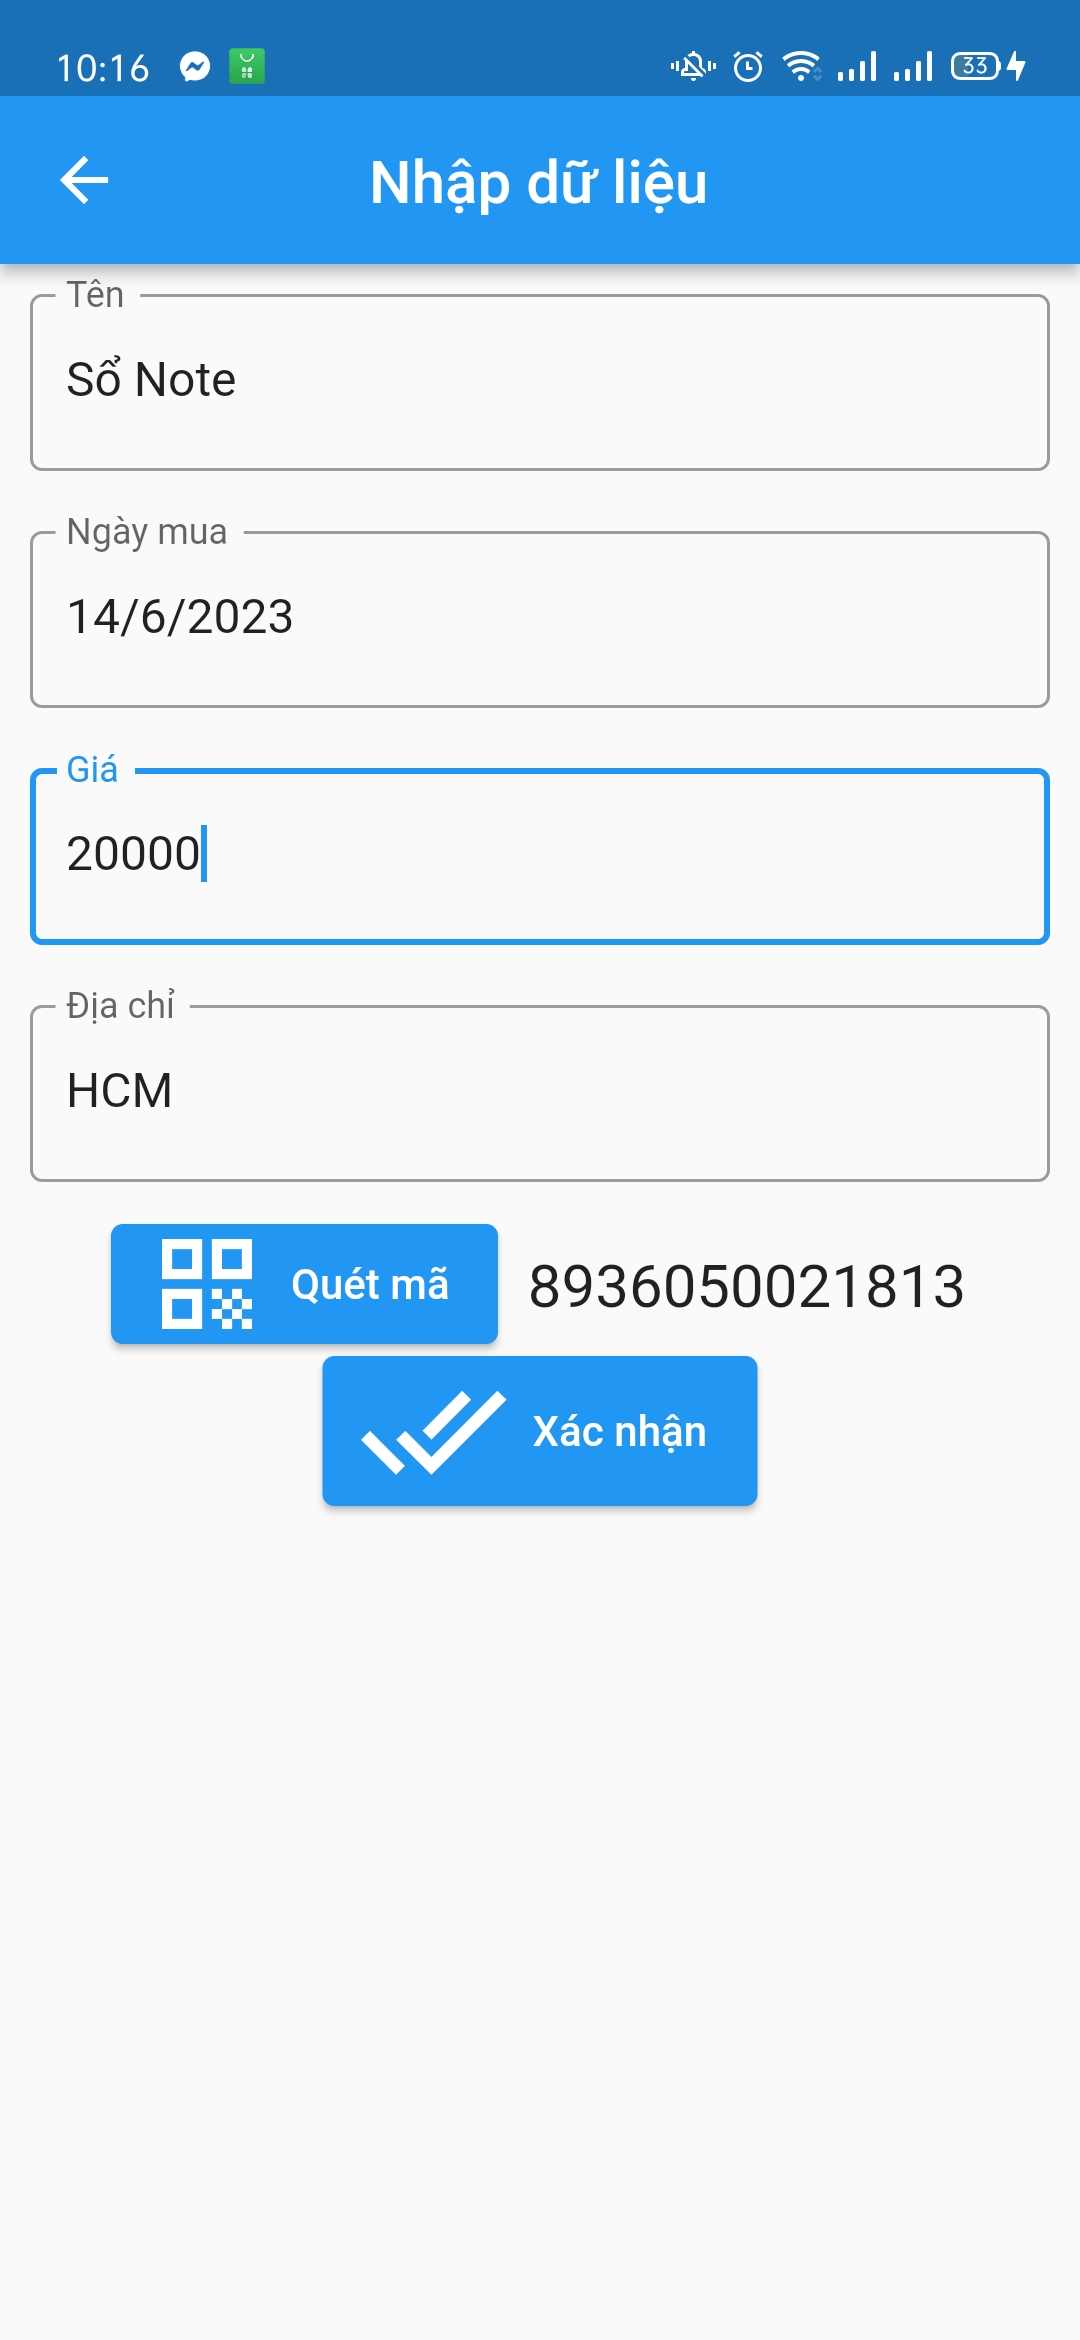 10:16
33
Nhập dữ liệu
Tên
Sổ Note
Ngày mua
14/6/2023
Giá
20000
Địa chỉ
HCM
Quét mã 8936050021813
Xác nhận